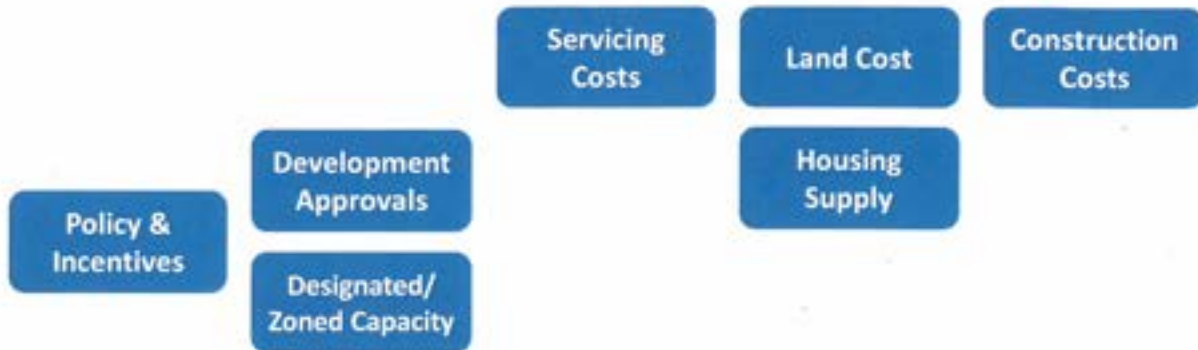 Servicing
Costs
Land Cost
Construction
Costs
Development
Approvals
Housing
Supply
Policy &
Incentives
Designated/
Zoned Capacity